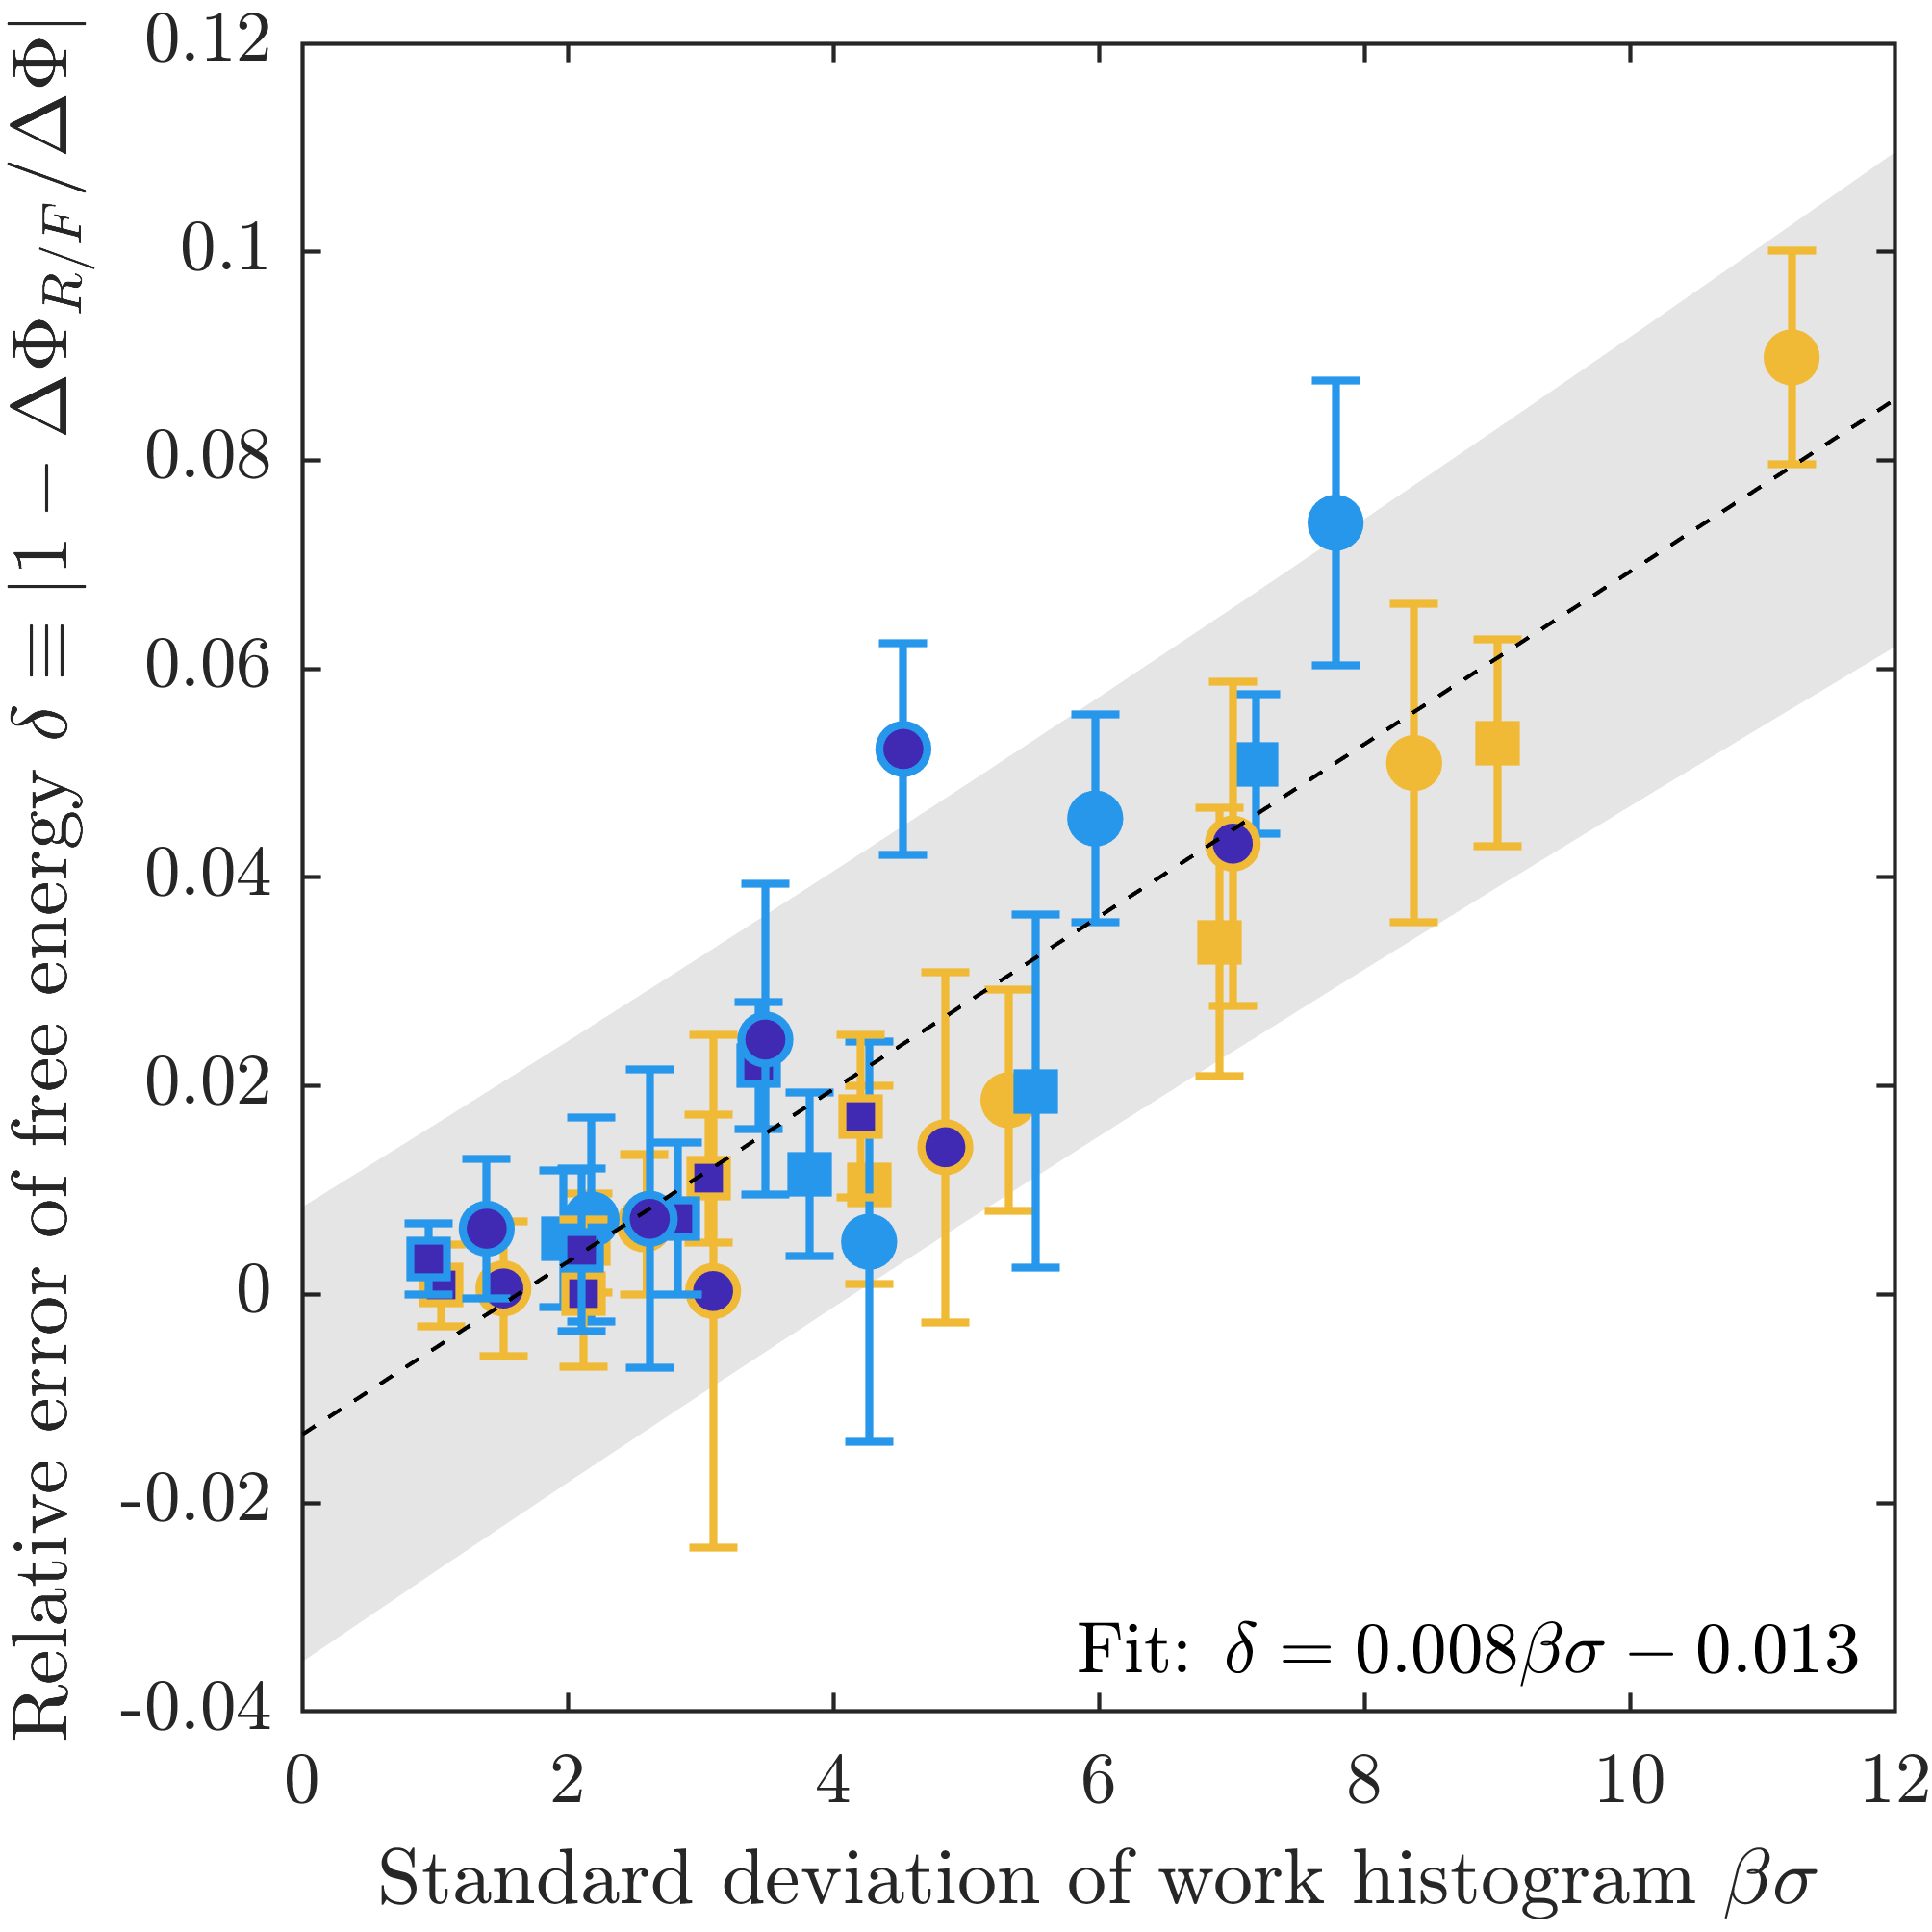 Relative error of free energy δ ≡ |1 − ΔΦ_{R/F}/ΔΦ|
0.12
0.1
0.08
0.06
0.04
0.02
0
-0.02
-0.04
Fit: δ = 0.008βσ − 0.013
0 2 4 6 8 10 12
Standard deviation of work histogram βσ